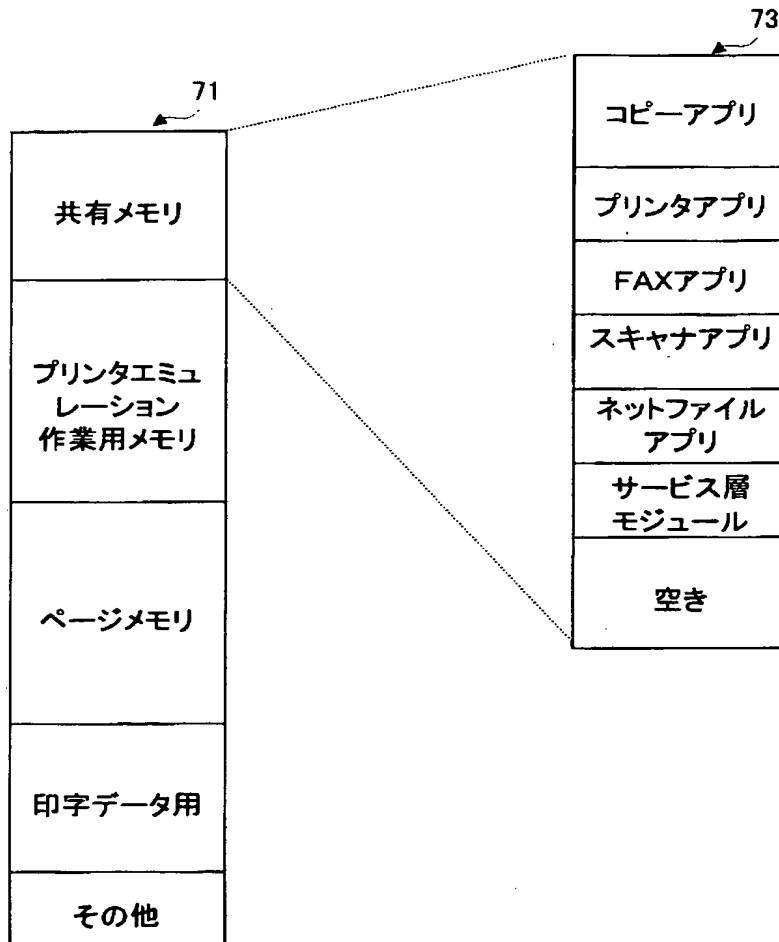 71
共有メモリ
プリンタエミュ
レーション
作業用メモリ
ページメモリ
印字データ用
その他
73
コピーアプリ
プリンタアプリ
FAXアプリ
スキャナアプリ
ネットファイル
アプリ
サービス層
モジュール
空き